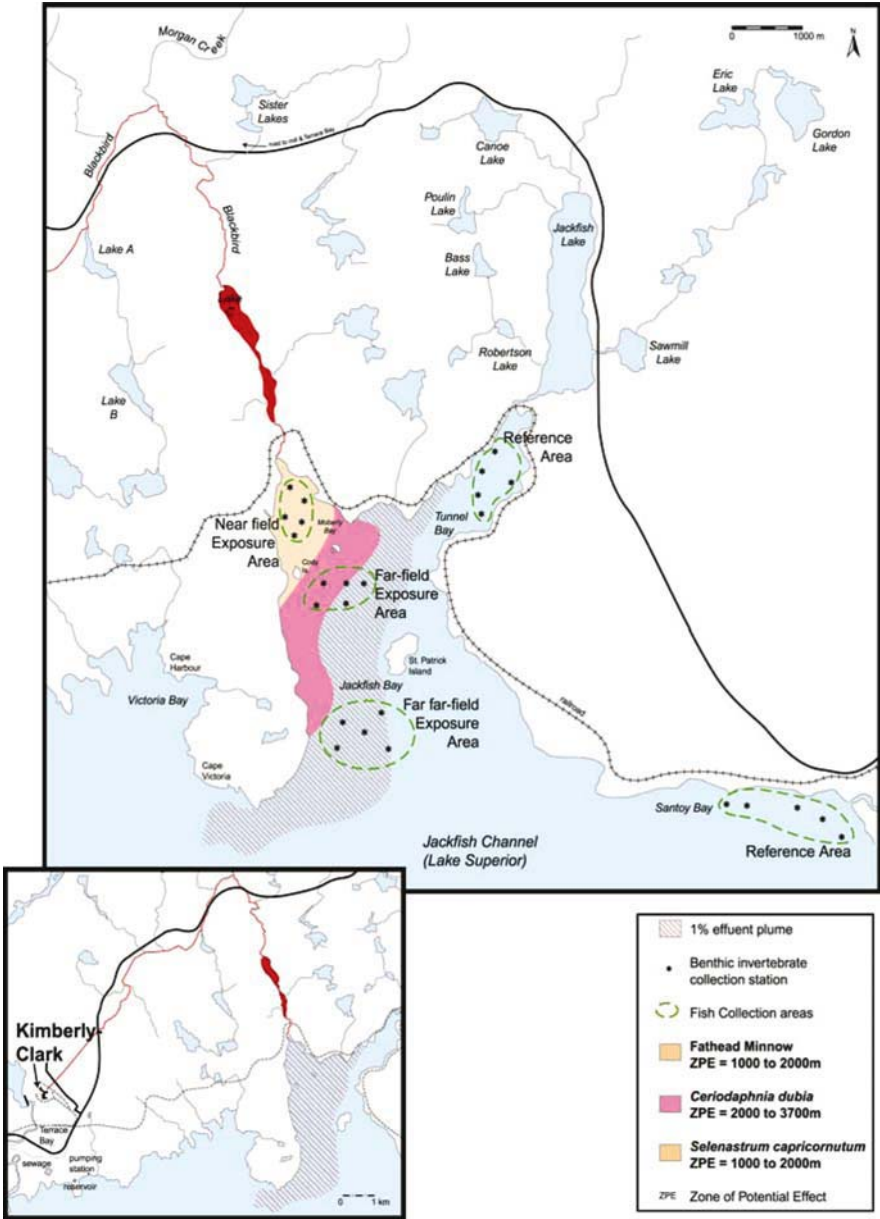 Morgan Creek
1000 m
N
Eric
Lake
Gordon
Lake
Sister
Lakes
road to mill & Terrace Bay
Canoe
Lake
Blackbird
Blackbird
Poulin
Lake
Jackfish
Lake
Lake A
Bass
Lake
Lake
C
Robertson
Lake
Sawmill
Lake
Lake
B
Reference
Area
Tunnel
Bay
Near field
Exposure
Area
Moberly
Bay
Cody
Is.
Far-field
Exposure
Area
Cape
Harbour
St. Patrick
Island
Victoria Bay
Jackfish Bay
railroad
Far far-field
Exposure
Area
Cape
Victoria
Santoy Bay
Jackfish Channel
(Lake Superior)
Reference Area
Kimberly-
Clark
Terrace
Bay
sewage
pumping
station
reservoir
0 1 km
1% effuent plume
Benthic invertebrate
collection station
Fish Collection areas
Fathead Minnow
ZPE = 1000 to 2000m
Ceriodaphnia dubia
ZPE = 2000 to 3700m
Selenastrum capricornutum
ZPE = 1000 to 2000m
ZPE Zone of Potential Effect